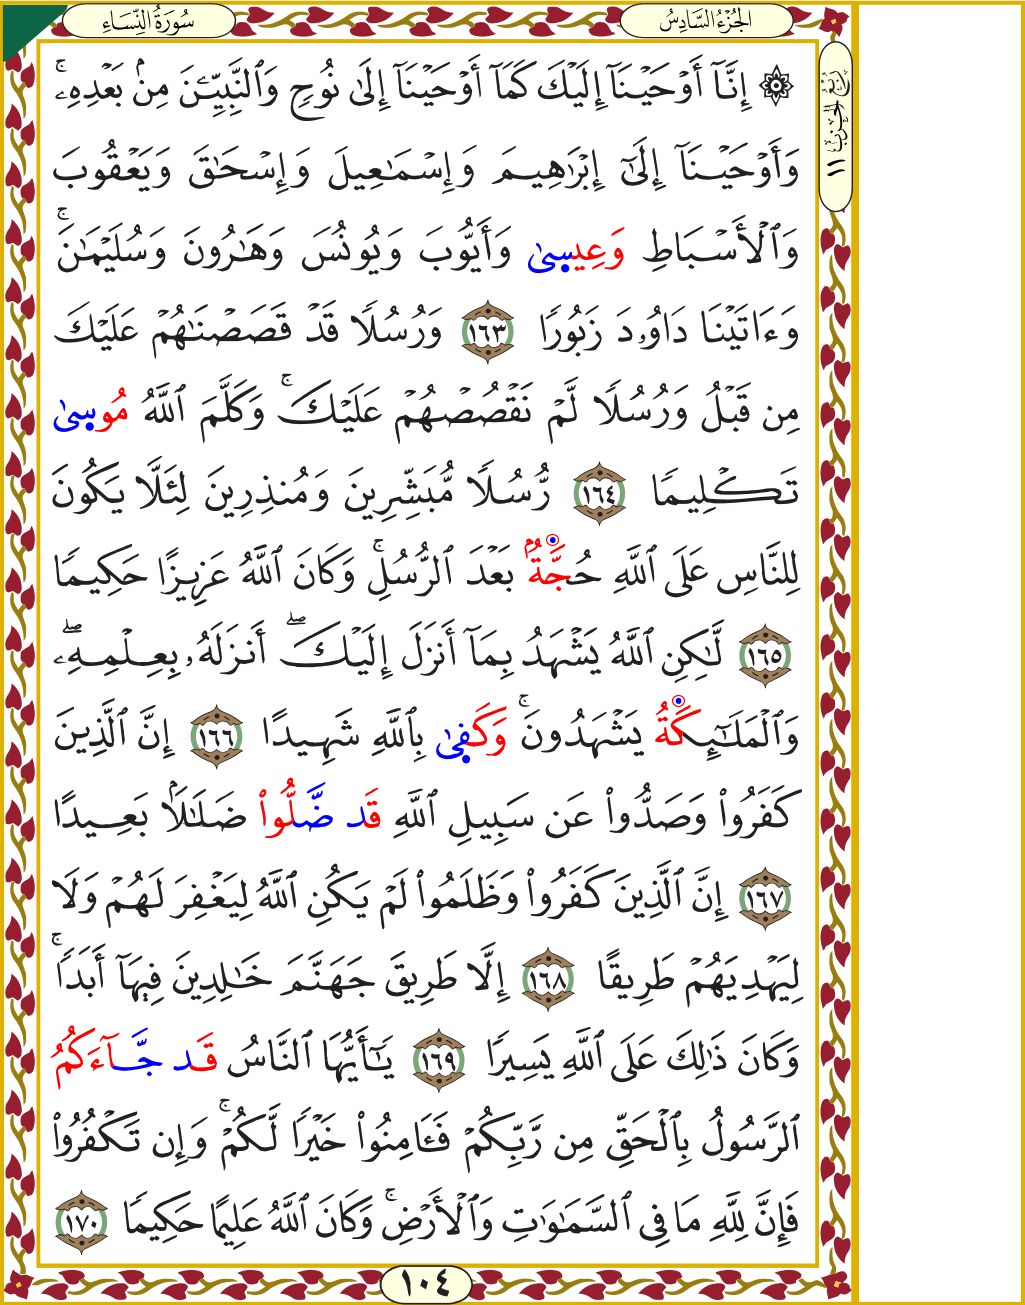 سُورَةُ النِّسَاءِ
الجُزْءُ السَّادِسُ
رُبْعُ الْحِزْبِ ١١
۞ إِنَّآ أَوْحَيْنَآ إِلَيْكَ كَمَآ أَوْحَيْنَآ إِلَىٰ نُوحٍ وَٱلنَّبِيِّـۧنَ مِنۢ بَعْدِهِۦۚ
وَأَوْحَيْنَآ إِلَىٰٓ إِبْرَٰهِيمَ وَإِسْمَٰعِيلَ وَإِسْحَٰقَ وَيَعْقُوبَ
وَٱلْأَسْبَاطِ وَعِيسىٰ وَأَيُّوبَ وَيُونُسَ وَهَٰرُونَ وَسُلَيْمَٰنَۚ
وَءَاتَيْنَا دَاوُۥدَ زَبُورًا ١٦٣ وَرُسُلًا قَدْ قَصَصْنَٰهُمْ عَلَيْكَ
مِن قَبْلُ وَرُسُلًا لَّمْ نَقْصُصْهُمْ عَلَيْكَۚ وَكَلَّمَ ٱللَّهُ مُوسىٰ
تَكْلِيمًا ١٦٤ رُّسُلًا مُّبَشِّرِينَ وَمُنذِرِينَ لِئَلَّا يَكُونَ
لِلنَّاسِ عَلَى ٱللَّهِ حُجَّةٌۢ بَعْدَ ٱلرُّسُلِۚ وَكَانَ ٱللَّهُ عَزِيزًا حَكِيمًا
١٦٥ لَّٰكِنِ ٱللَّهُ يَشْهَدُ بِمَآ أَنزَلَ إِلَيْكَۖ أَنزَلَهُۥ بِعِلْمِهِۦۖ
وَٱلْمَلَٰٓئِكَةُ يَشْهَدُونَۚ وَكَفىٰ بِٱللَّهِ شَهِيدًا ١٦٦ إِنَّ ٱلَّذِينَ
كَفَرُوا۟ وَصَدُّوا۟ عَن سَبِيلِ ٱللَّهِ قَد ضَّلُّوا۟ ضَلَٰلًۢا بَعِيدًا
١٦٧ إِنَّ ٱلَّذِينَ كَفَرُوا۟ وَظَلَمُوا۟ لَمْ يَكُنِ ٱللَّهُ لِيَغْفِرَ لَهُمْ وَلَا
لِيَهْدِيَهُمْ طَرِيقًا ١٦٨ إِلَّا طَرِيقَ جَهَنَّمَ خَٰلِدِينَ فِيهَآ أَبَدًاۚ
وَكَانَ ذَٰلِكَ عَلَى ٱللَّهِ يَسِيرًا ١٦٩ يَٰٓأَيُّهَا ٱلنَّاسُ قَد جَّآءَكُمُ
ٱلرَّسُولُ بِٱلْحَقِّ مِن رَّبِّكُمْ فَـَٔامِنُوا۟ خَيْرًا لَّكُمْۚ وَإِن تَكْفُرُوا۟
فَإِنَّ لِلَّهِ مَا فِى ٱلسَّمَٰوَٰتِ وَٱلْأَرْضِۚ وَكَانَ ٱللَّهُ عَلِيمًا حَكِيمًا ١٧٠
١٠٤